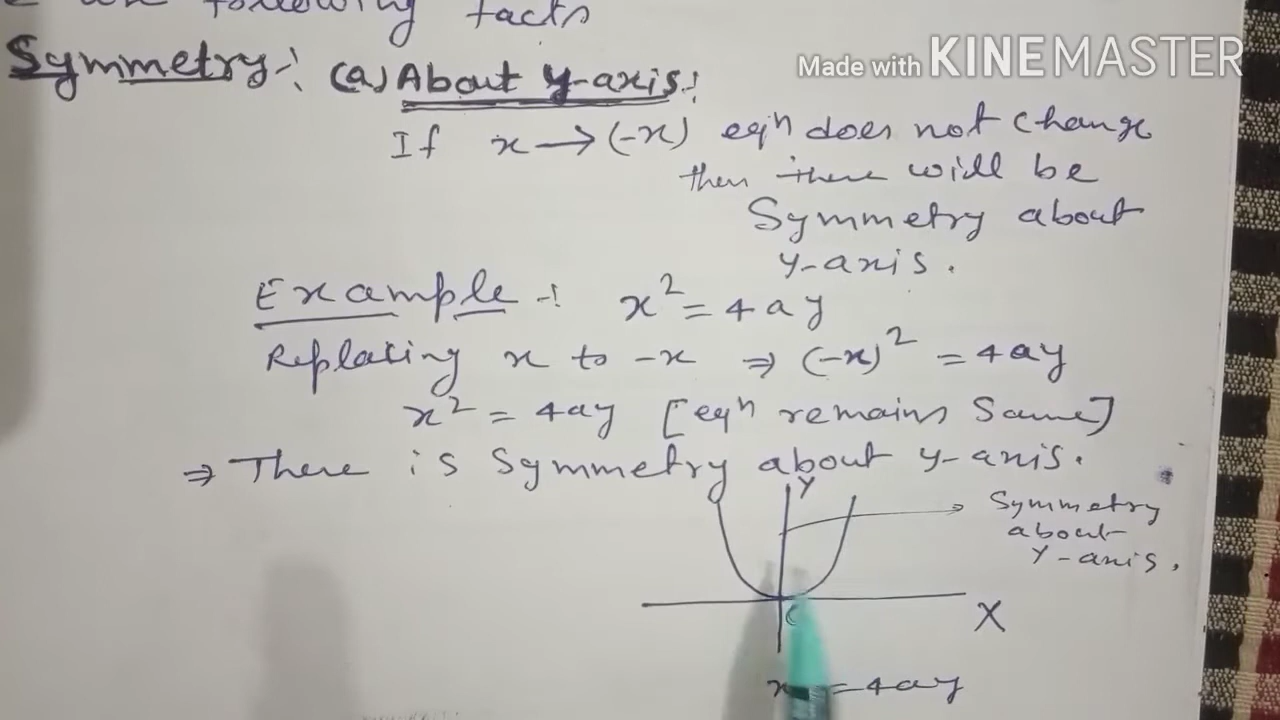 following facts
Made with KINEMASTER
Symmetry:- (a) About y-axis:-
If x → (-x) eqⁿ does not change
then there will be
Symmetry about
y-axis.
Example:- x² = 4ay
Replacing x to -x ⇒ (-x)² = 4ay
x² = 4ay [eqⁿ remains Same]
⇒ There is Symmetry about y-axis.
Y
Symmetry
about
Y-axis.
X
= 4ay